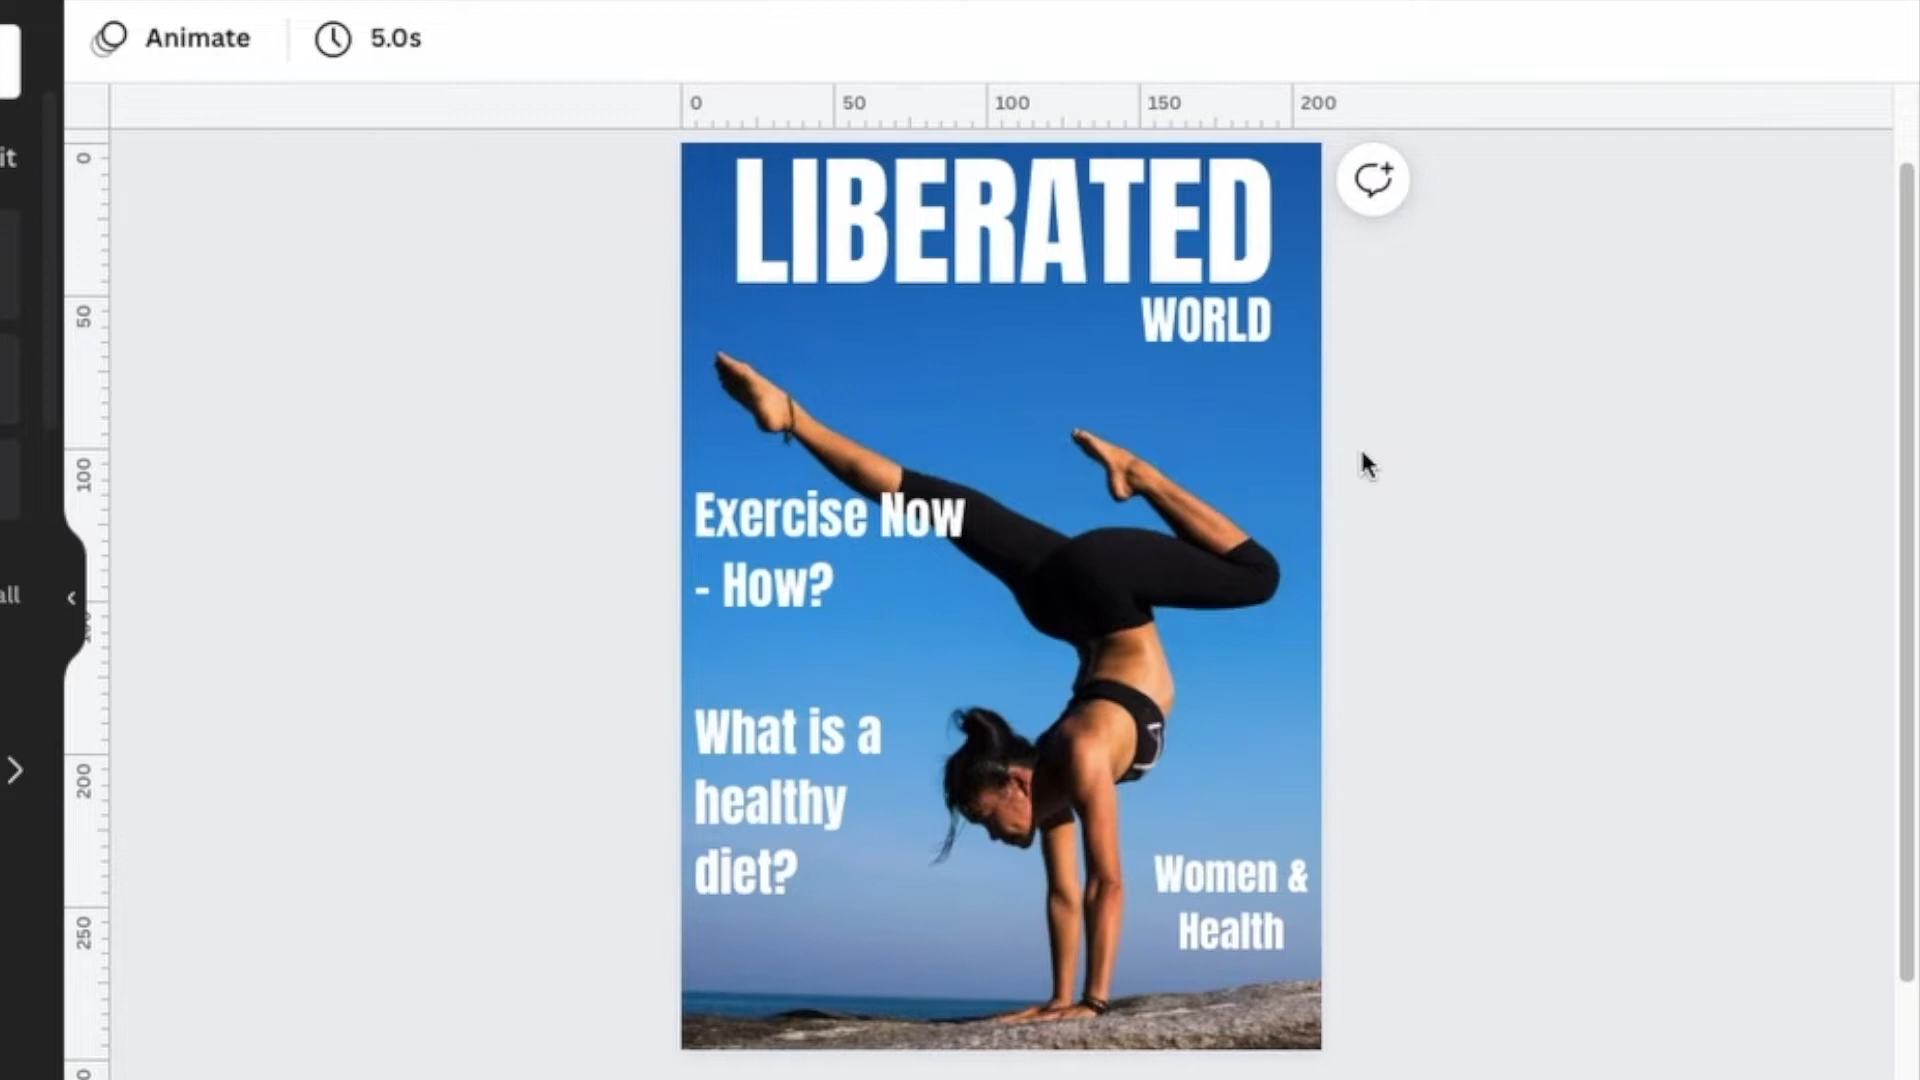 Animate 5.0s
0 50 100 150 200
it
0
50
100
all
200
250
LIBERATED
WORLD
Exercise Now
- How?
What is a
healthy
diet?
Women &
Health